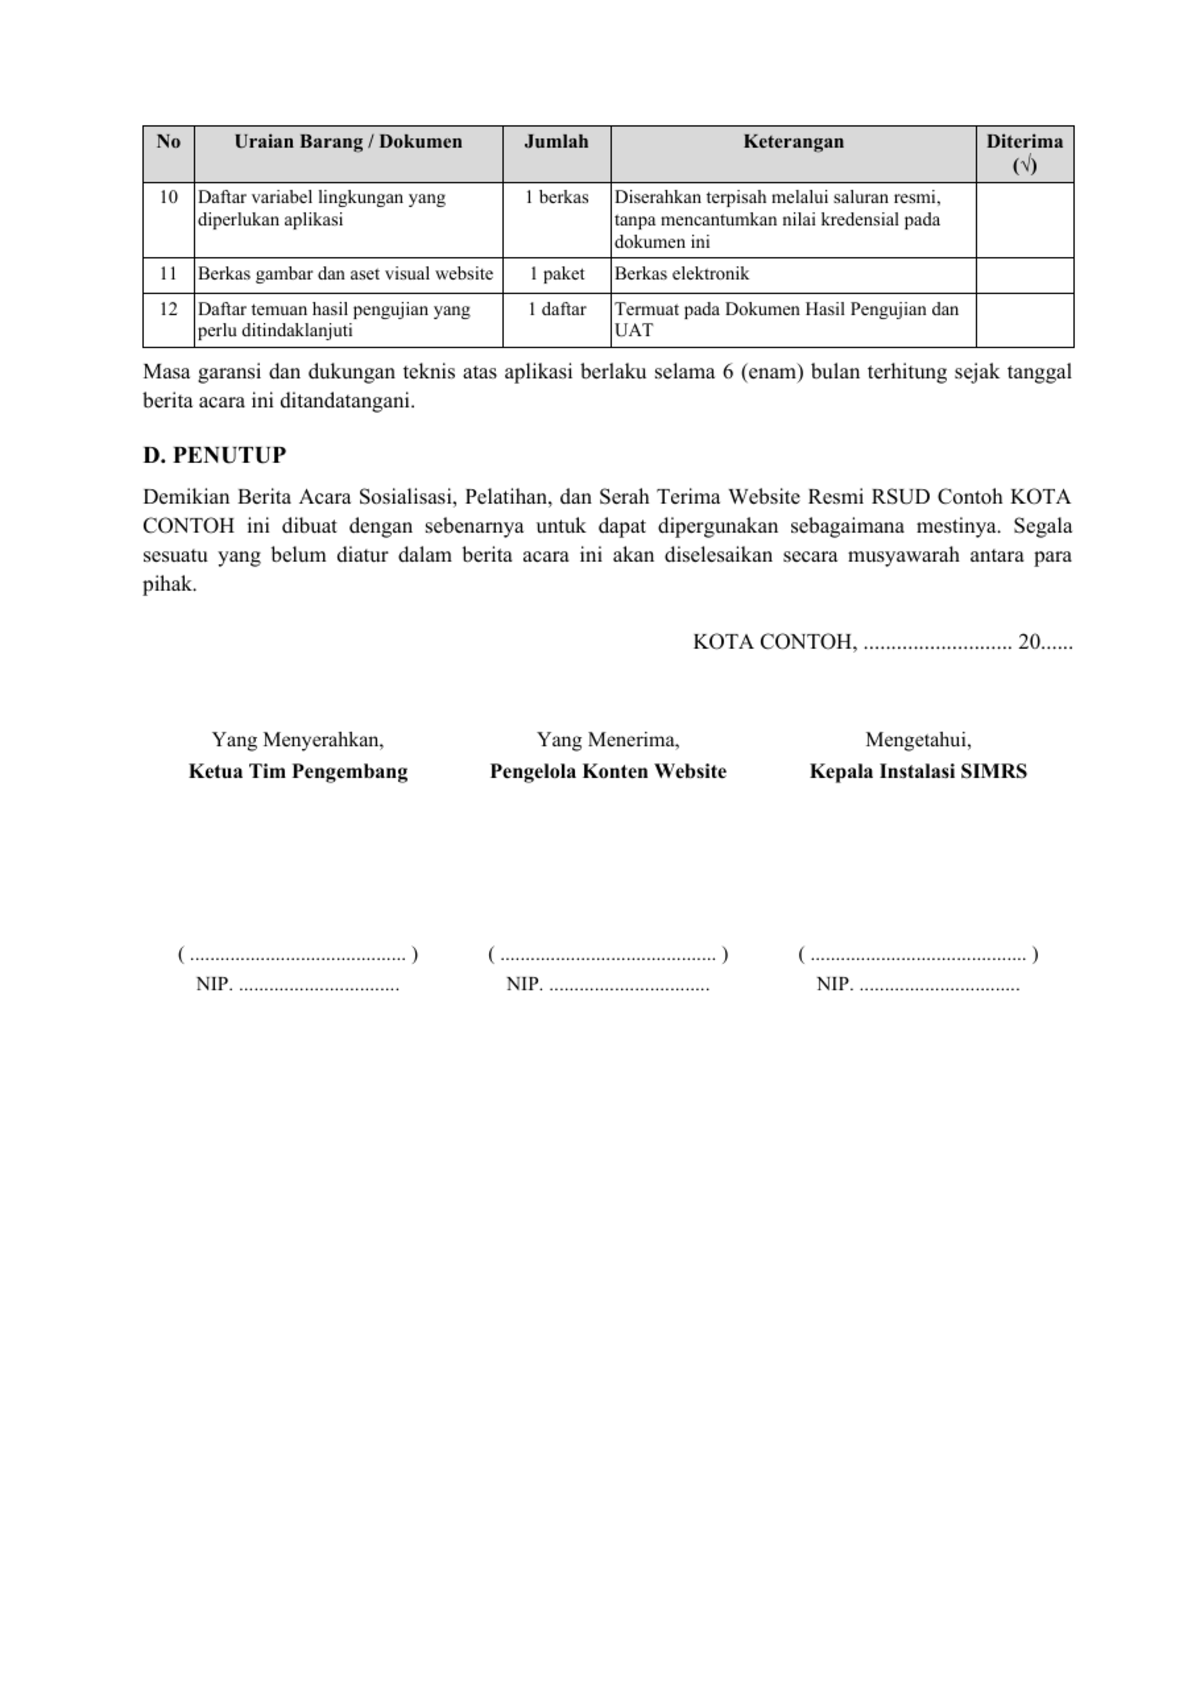 No Uraian Barang / Dokumen Jumlah Keterangan Diterima
(√)
10 Daftar variabel lingkungan yang 1 berkas Diserahkan terpisah melalui saluran resmi,
diperlukan aplikasi tanpa mencantumkan nilai kredensial pada
dokumen ini
11 Berkas gambar dan aset visual website 1 paket Berkas elektronik
12 Daftar temuan hasil pengujian yang 1 daftar Termuat pada Dokumen Hasil Pengujian dan
perlu ditindaklanjuti UAT
Masa garansi dan dukungan teknis atas aplikasi berlaku selama 6 (enam) bulan terhitung sejak tanggal
berita acara ini ditandatangani.
D. PENUTUP
Demikian Berita Acara Sosialisasi, Pelatihan, dan Serah Terima Website Resmi RSUD Contoh KOTA
CONTOH ini dibuat dengan sebenarnya untuk dapat dipergunakan sebagaimana mestinya. Segala
sesuatu yang belum diatur dalam berita acara ini akan diselesaikan secara musyawarah antara para
pihak.
KOTA CONTOH, ........................... 20......
Yang Menyerahkan, Yang Menerima, Mengetahui,
Ketua Tim Pengembang Pengelola Konten Website Kepala Instalasi SIMRS
( ........................................... ) ( ........................................... ) ( ........................................... )
NIP. ................................ NIP. ................................ NIP. ................................